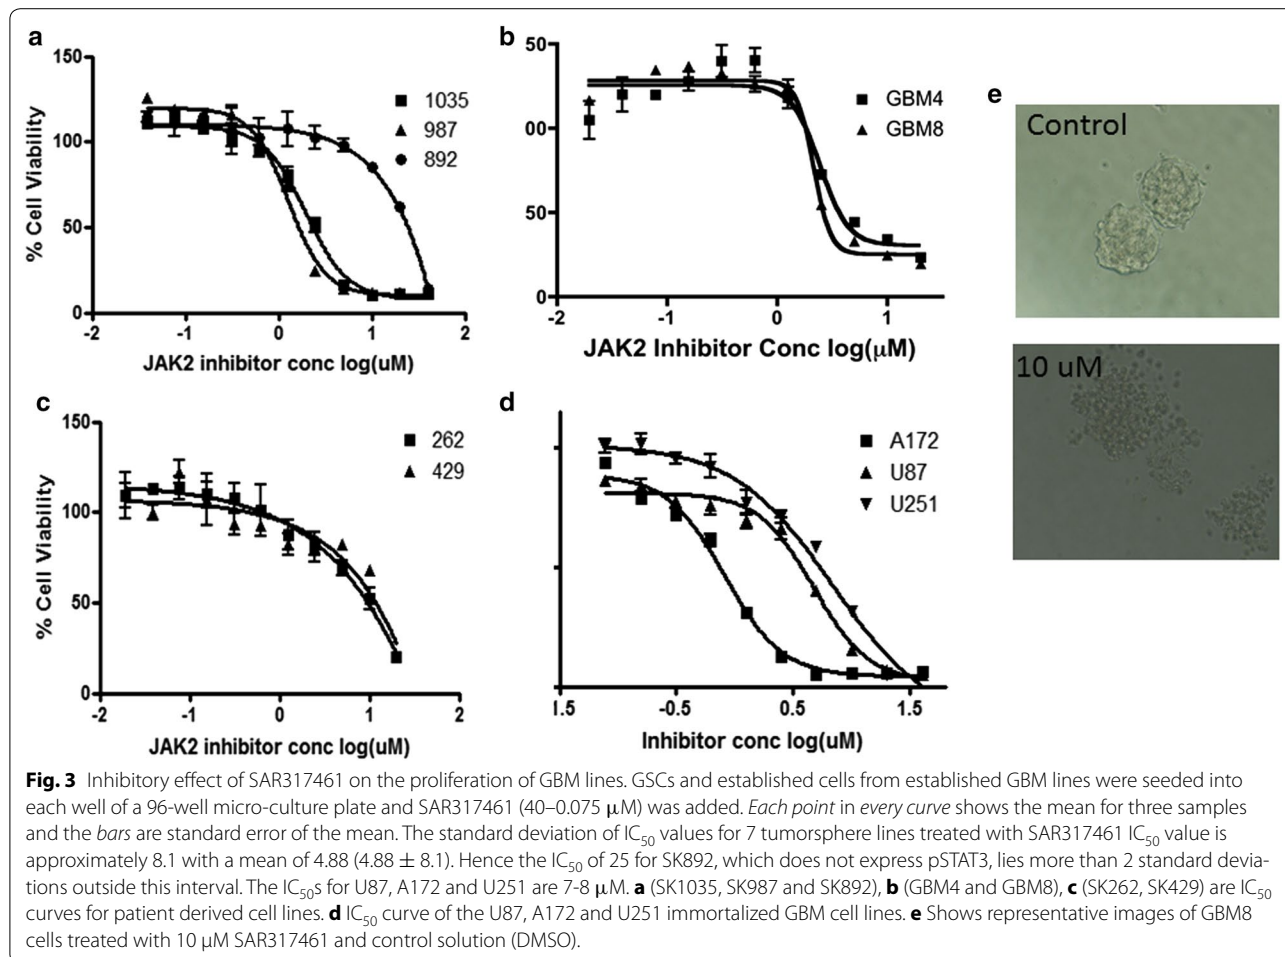 a
150
100
50
0
% Cell Viability
1035
987
892
-2 -1 0 1 2
JAK2 inhibitor conc log(uM)
b
50
00
50
0
GBM4
GBM8
-2 -1 0 1
JAK2 Inhibitor Conc log(μM)
c
150
100
50
0
% Cell Viability
262
429
-2 -1 0 1 2
JAK2 inhibitor conc log(uM)
d
A172
U87
U251
1.5 -0.5 0.5 1.5
Inhibitor conc log(uM)
e
Control
10 uM
Fig. 3 Inhibitory effect of SAR317461 on the proliferation of GBM lines. GSCs and established cells from established GBM lines were seeded into
each well of a 96-well micro-culture plate and SAR317461 (40–0.075 μM) was added. Each point in every curve shows the mean for three samples
and the bars are standard error of the mean. The standard deviation of IC50 values for 7 tumorsphere lines treated with SAR317461 IC50 value is
approximately 8.1 with a mean of 4.88 (4.88 ± 8.1). Hence the IC50 of 25 for SK892, which does not express pSTAT3, lies more than 2 standard devia-
tions outside this interval. The IC50s for U87, A172 and U251 are 7-8 μM. a (SK1035, SK987 and SK892), b (GBM4 and GBM8), c (SK262, SK429) are IC50
curves for patient derived cell lines. d IC50 curve of the U87, A172 and U251 immortalized GBM cell lines. e Shows representative images of GBM8
cells treated with 10 μM SAR317461 and control solution (DMSO).